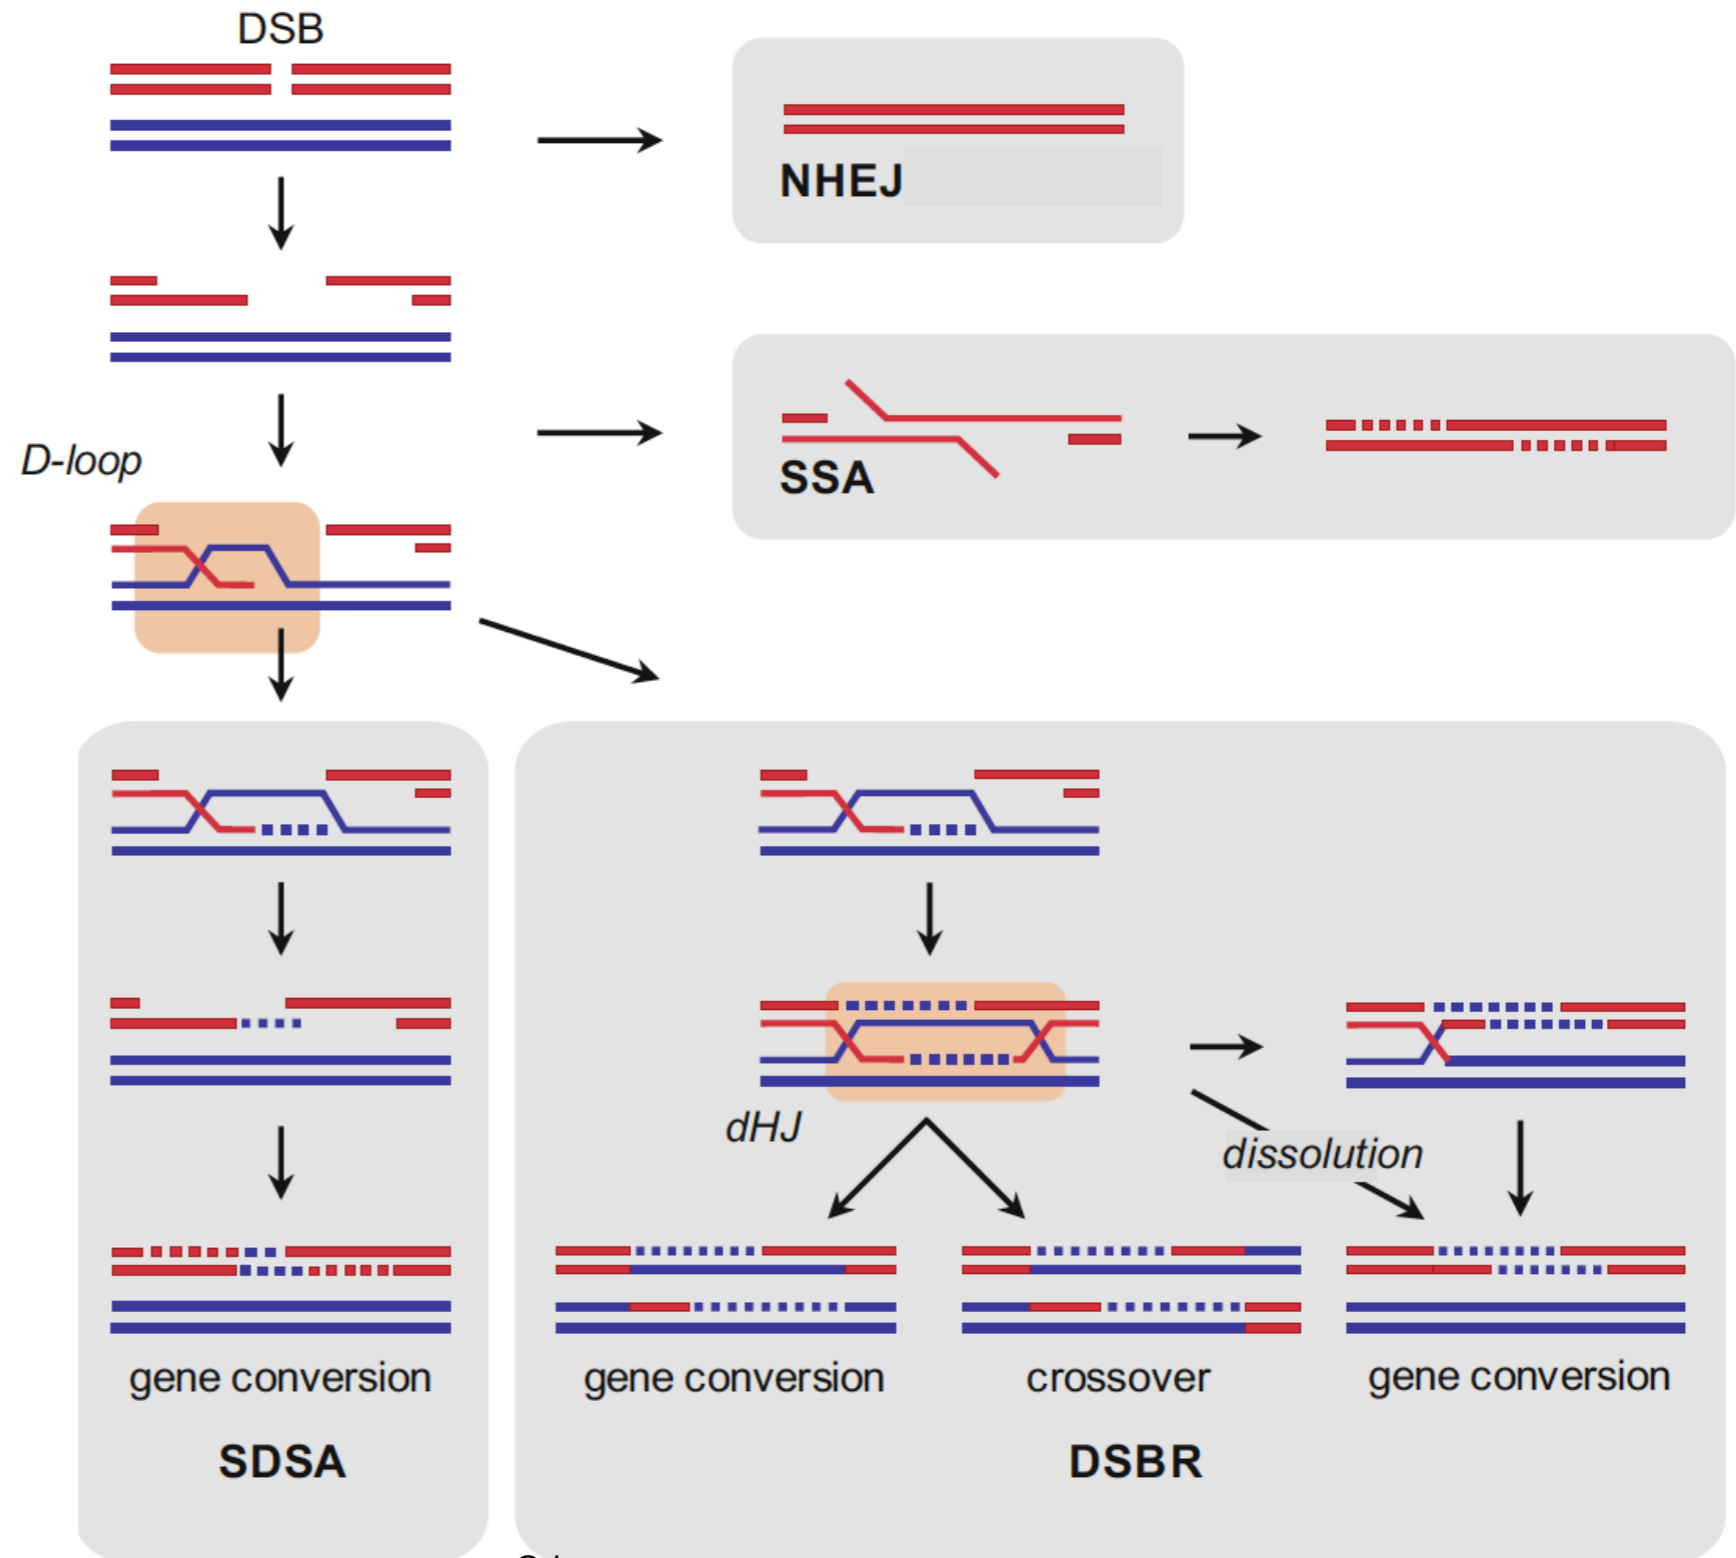 DSB
NHEJ
D-loop
SSA
dHJ
dissolution
gene conversion
gene conversion
crossover
gene conversion
SDSA
DSBR